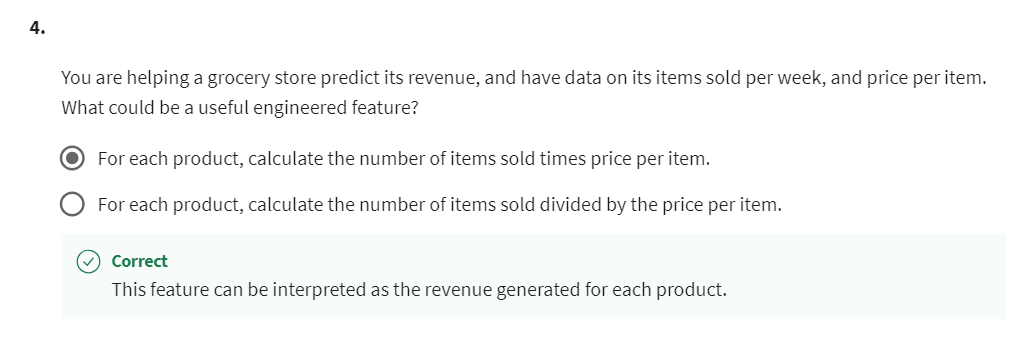 4.
You are helping a grocery store predict its revenue, and have data on its items sold per week, and price per item.
What could be a useful engineered feature?
For each product, calculate the number of items sold times price per item.
For each product, calculate the number of items sold divided by the price per item.
Correct
This feature can be interpreted as the revenue generated for each product.